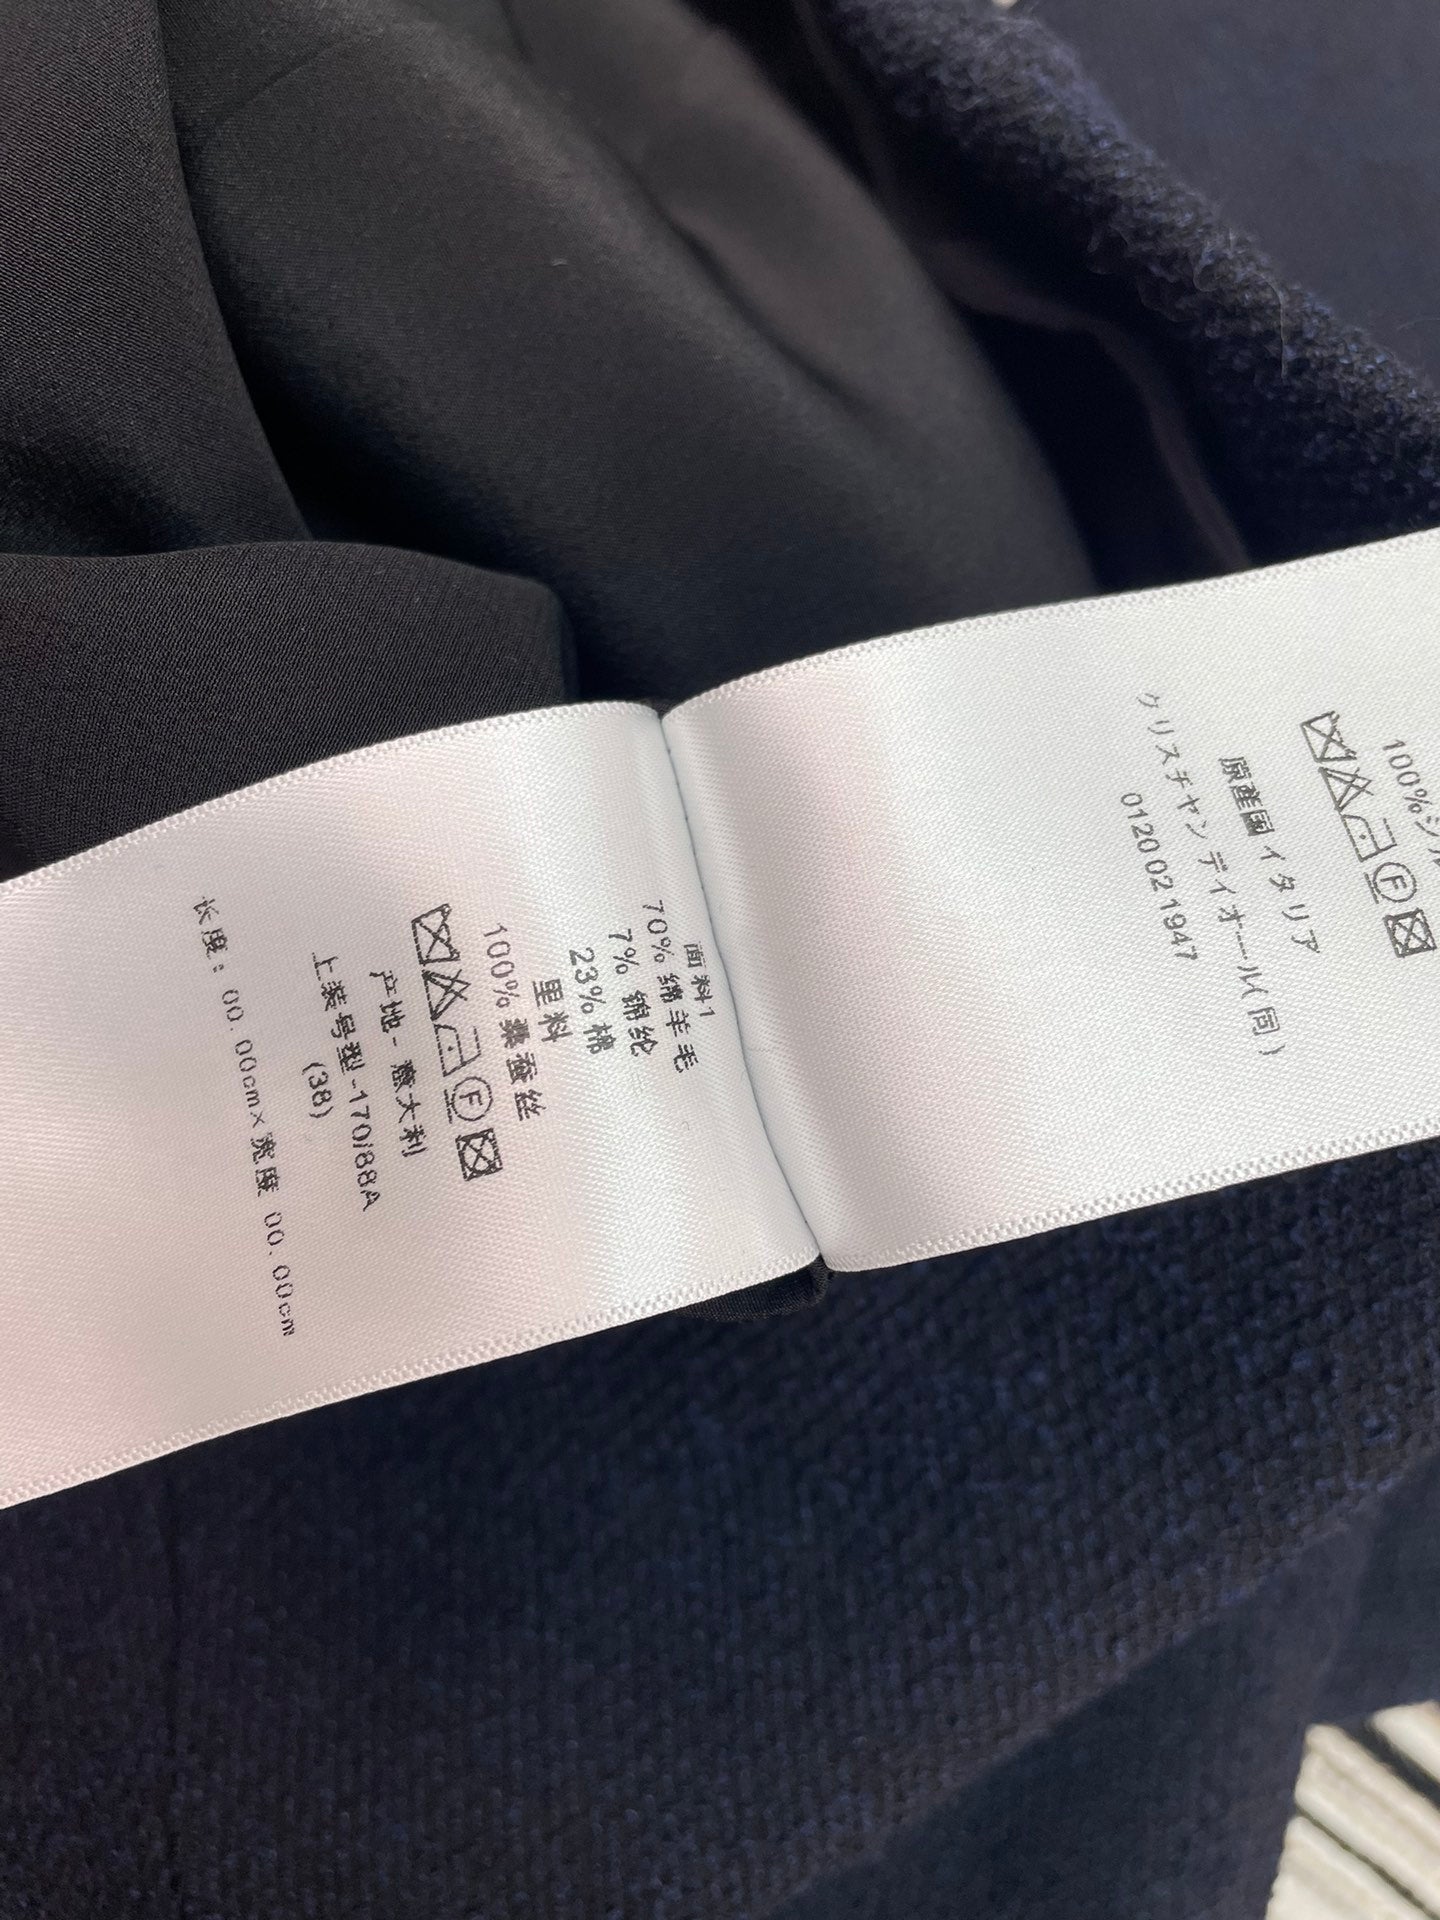 面料1
70% 绵羊毛
7% 锦纶
23% 棉
里料
100% 桑蚕丝
F
产地- 意大利
上装号型-170/88A
(38)
长度: 00.00cm×宽度 00.00cm
100%シル
F
原産国 イタリア
クリスチャン ディオール(同)
0120 02 1947